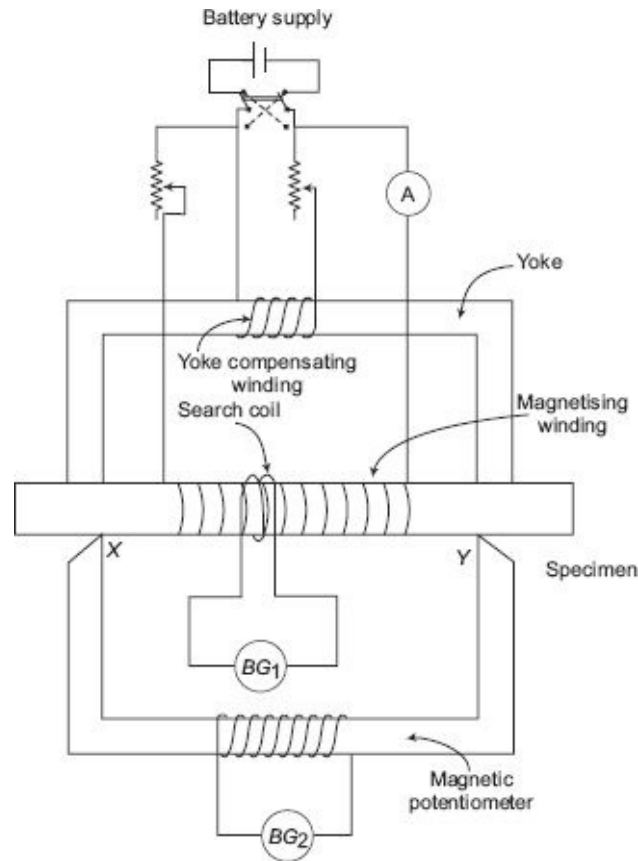 Battery supply
A
Yoke
Yoke compensating
winding
Search coil
Magnetising
winding
X
Y
Specimen
BG1
Magnetic
potentiometer
BG2